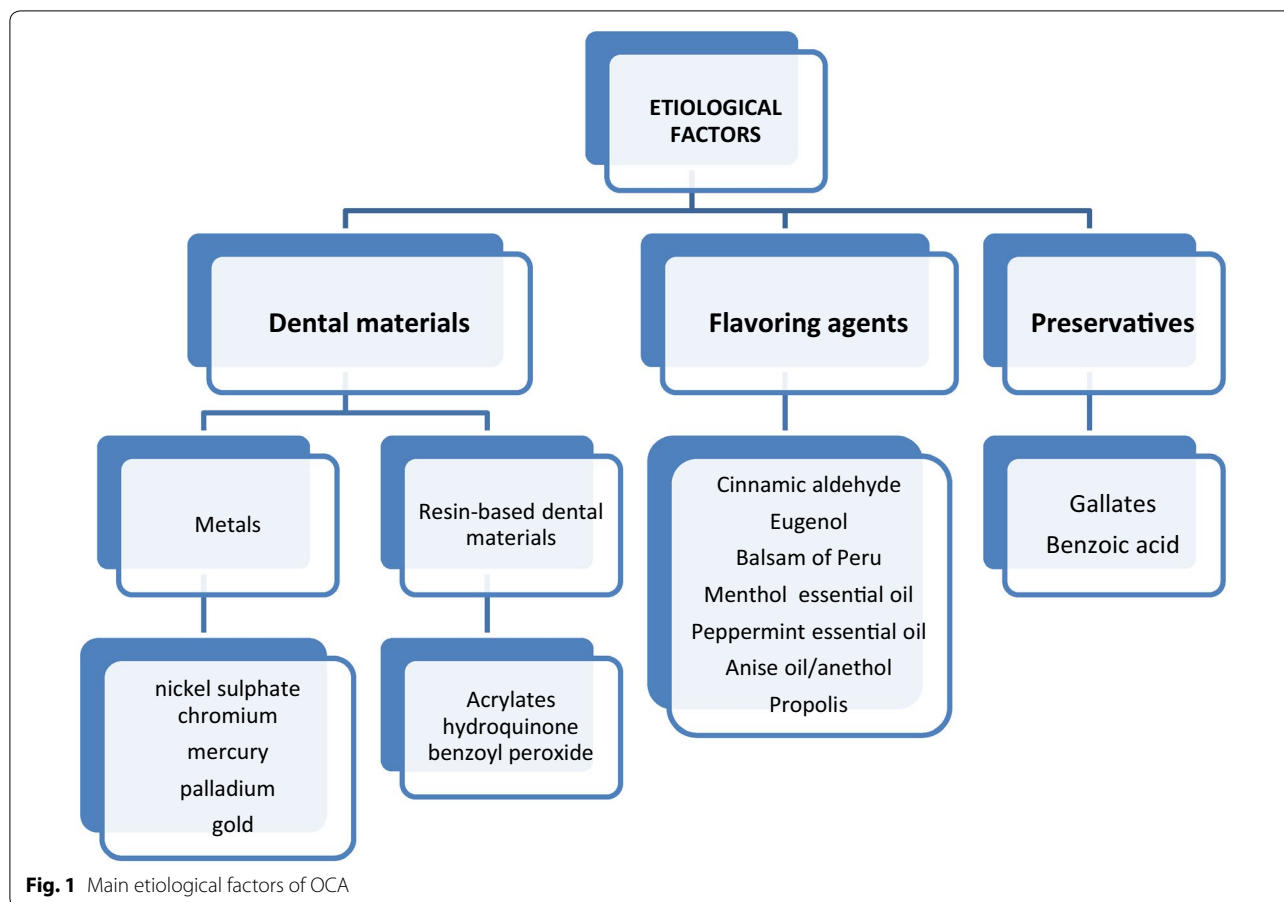 ETIOLOGICAL
FACTORS
Dental materials
Flavoring agents
Preservatives
Metals
Resin-based dental
materials
Cinnamic aldehyde
Eugenol
Balsam of Peru
Menthol essential oil
Peppermint essential oil
Anise oil/anethol
Propolis
Gallates
Benzoic acid
nickel sulphate
chromium
mercury
palladium
gold
Acrylates
hydroquinone
benzoyl peroxide
Fig. 1 Main etiological factors of OCA